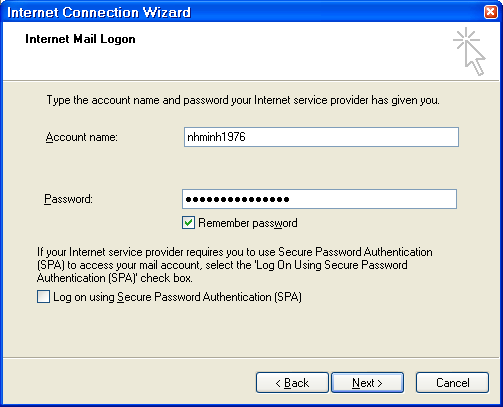 Internet Connection Wizard
Internet Mail Logon
Type the account name and password your Internet service provider has given you.
Account name:
nhminh1976
Password:
●●●●●●●●●●●●●●●
Remember password
If your Internet service provider requires you to use Secure Password Authentication
(SPA) to access your mail account, select the 'Log On Using Secure Password
Authentication (SPA)' check box.
Log on using Secure Password Authentication (SPA)
< Back
Next >
Cancel